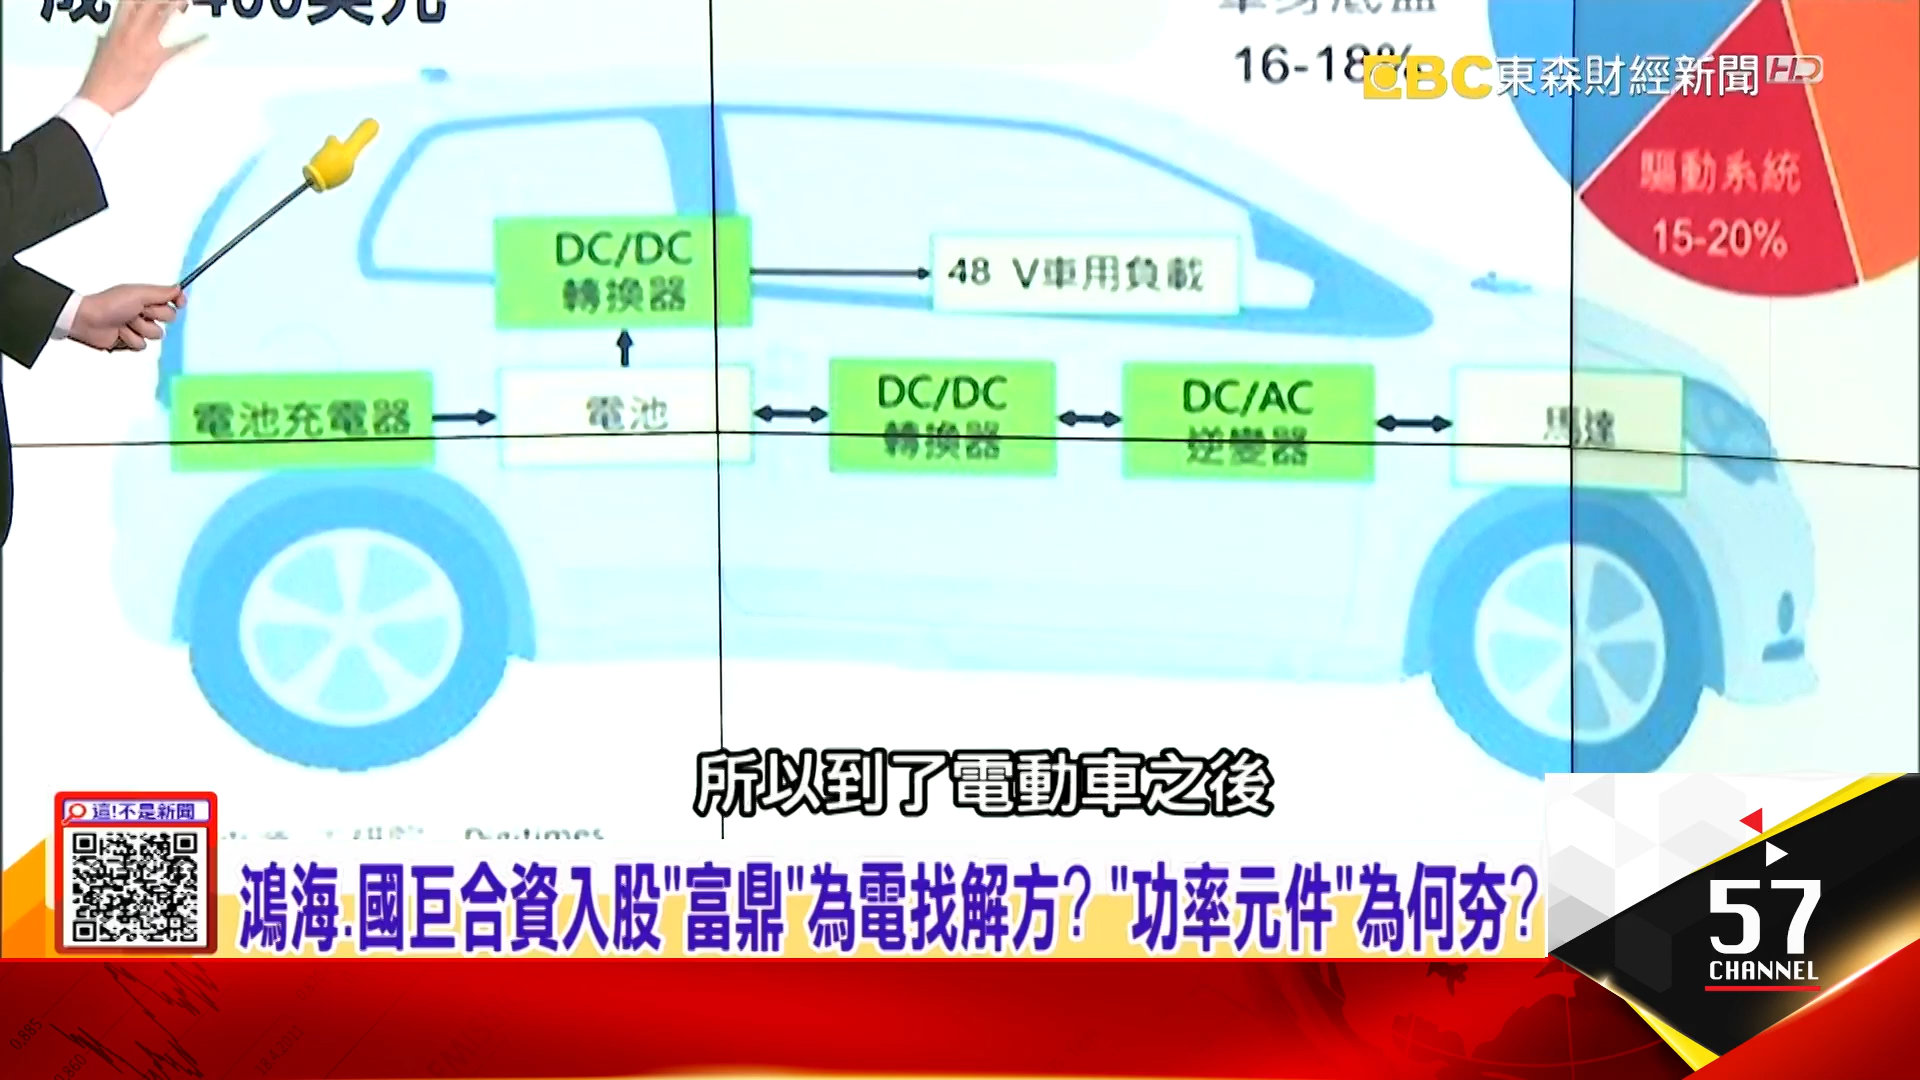 16-18%
EBC東森財經新聞HD
驅動系統
15-20%
DC/DC
轉換器
48 V車用負載
電池充電器
電池
DC/DC
轉換器
DC/AC
逆變器
馬達
所以到了電動車之後
這!不是新聞
Digitimes
鴻海.國巨合資入股"富鼎"為電找解方?"功率元件"為何夯?
57
CHANNEL